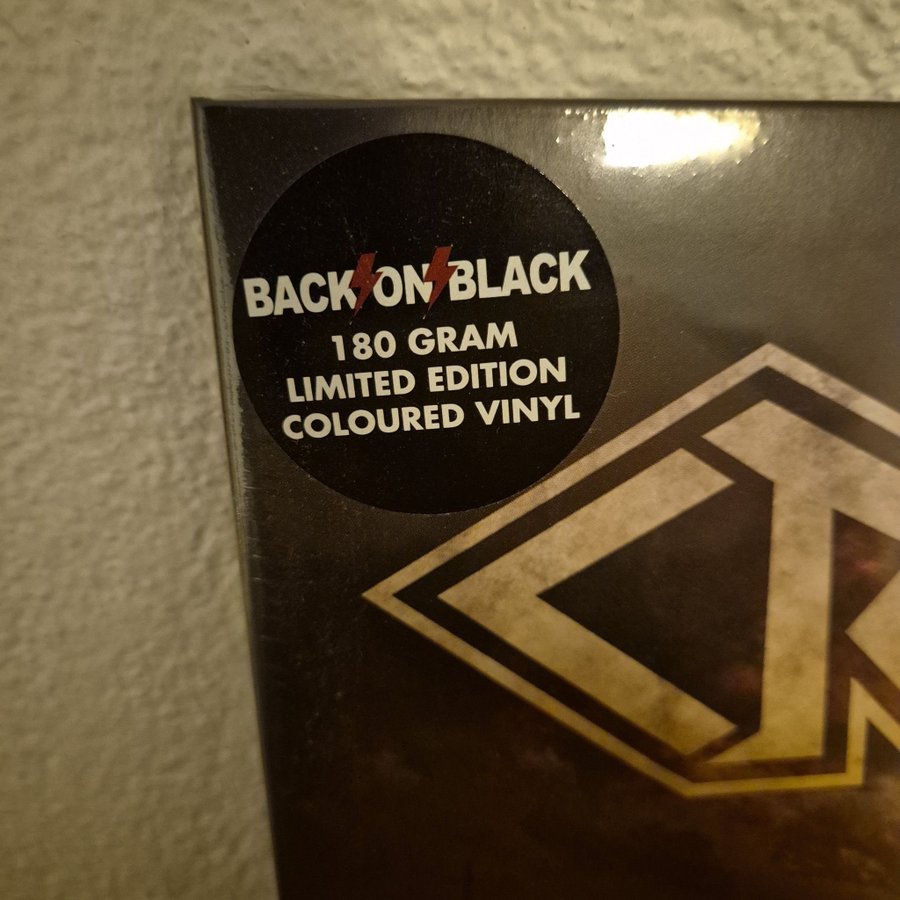 BACK ON BLACK
180 GRAM
LIMITED EDITION
COLOURED VINYL